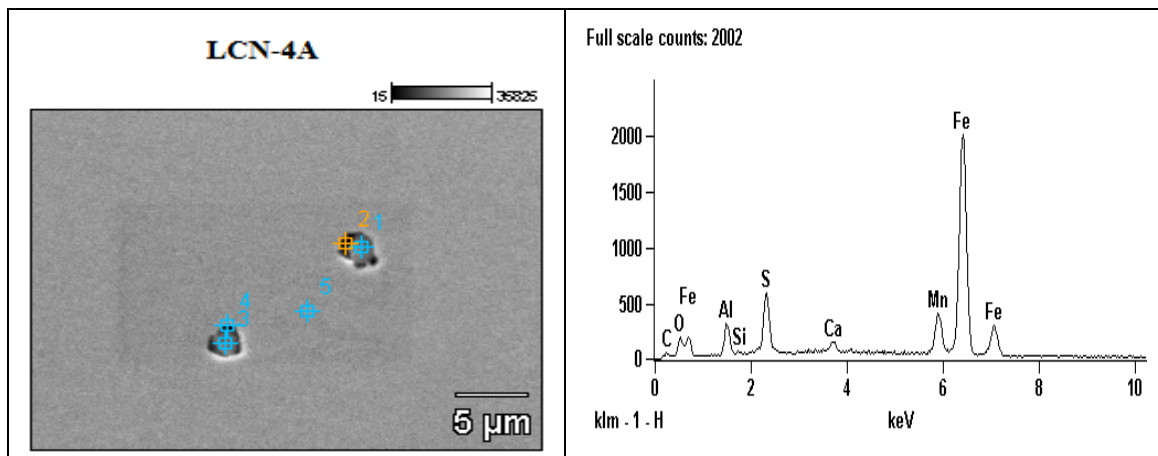 LCN-4A
15 35825
2 1
5
4
3
5 µm
Full scale counts: 2002
2000
1500
1000
500
0
C
O
Fe
Al
Si
S
Ca
Mn
Fe
Fe
0 2 4 6 8 10
klm - 1 - H keV